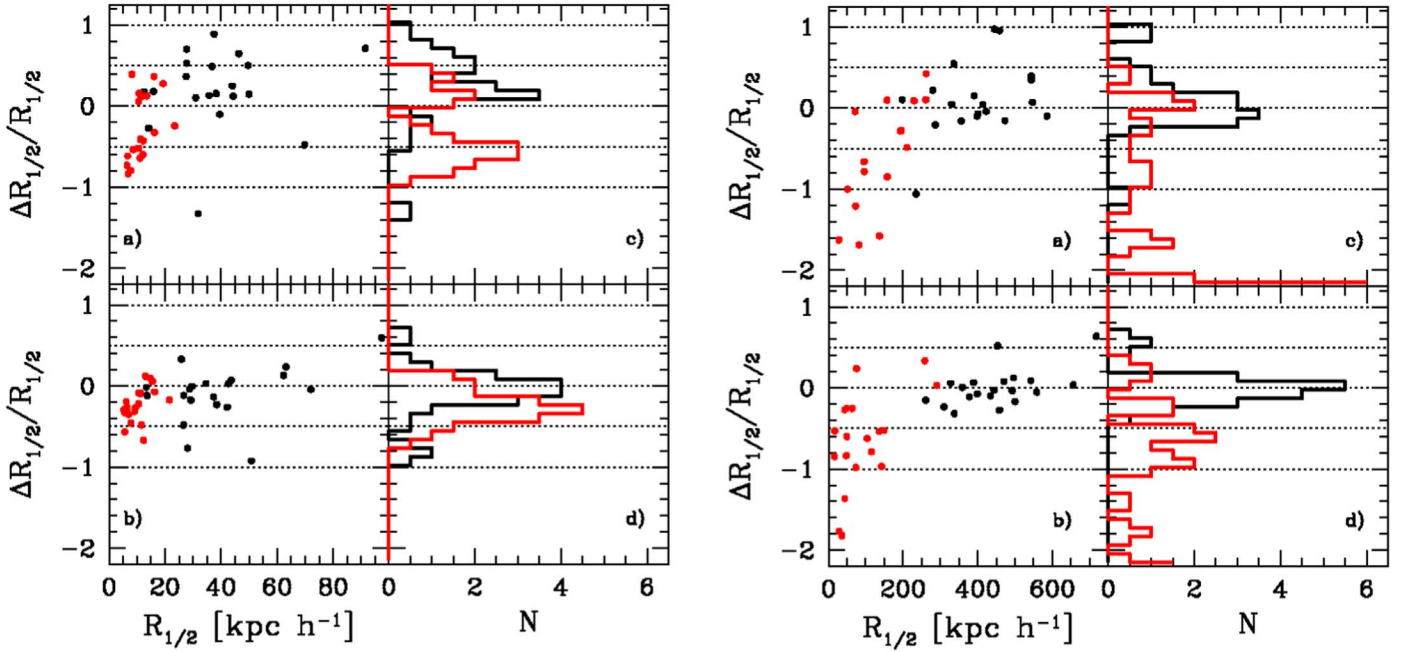 1
0
-1
-2
ΔR1/2/R1/2
a)
c)
1
0
-1
-2
ΔR1/2/R1/2
b)
d)
0 20 40 60 80 0 2 4 6
R1/2 [kpc h-1] N
1
0
-1
-2
ΔR1/2/R1/2
a)
c)
1
0
-1
-2
ΔR1/2/R1/2
b)
d)
0 200 400 600 0 2 4 6
R1/2 [kpc h-1] N